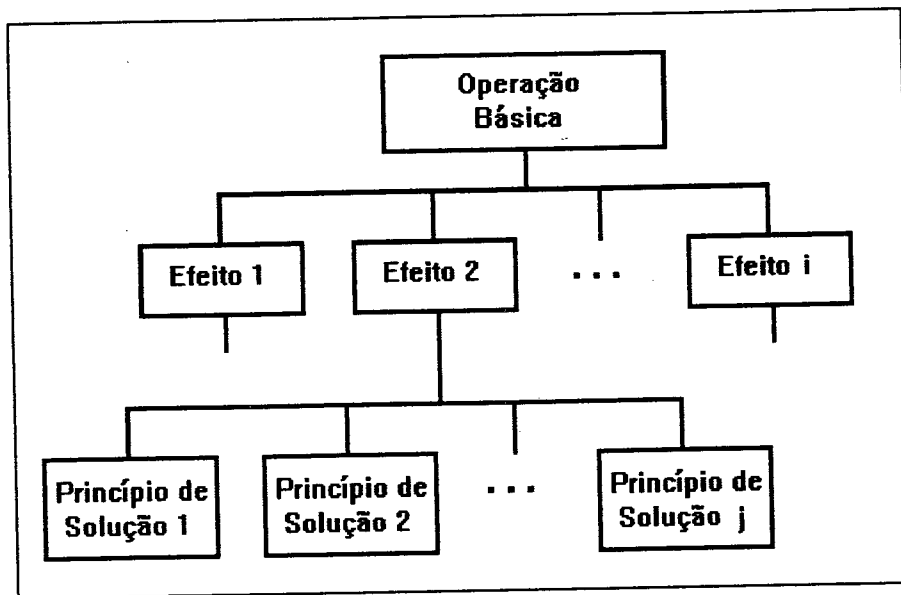 Operação
Básica
Efeito 1
Efeito 2
...
Efeito i
Princípio de
Solução 1
Princípio de
Solução 2
...
Princípio de
Solução j